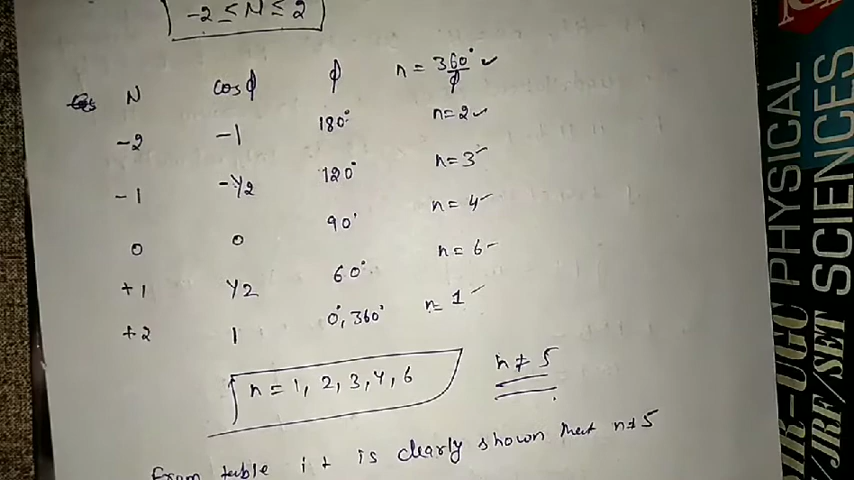 -2 ≤ N ≤ 2
N cosϕ ϕ n = 360°/ϕ ✓
-2 -1 180° n=2 ✓
-1 -1/2 120° n=3
0 0 90° n=4
+1 1/2 60° n=6
+2 1 0°, 360° n=1
n = 1, 2, 3, 4, 6 n ≠ 5
From table it is clearly shown that n≠5
PHYSICAL SCIENCES
JRF/SET